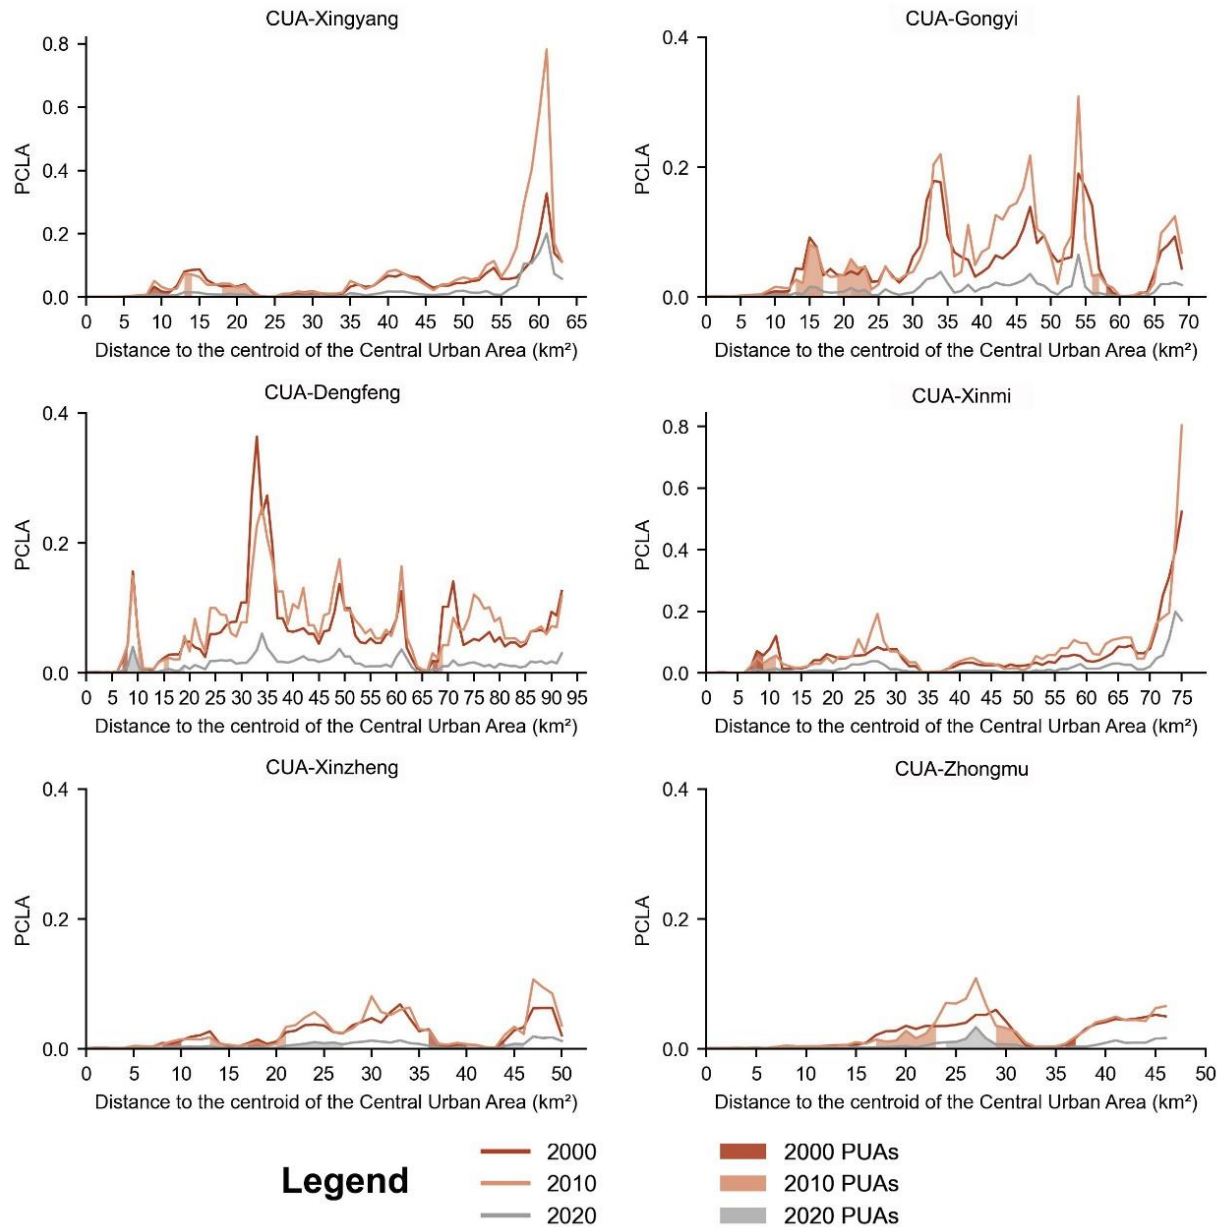 CUA-Xingyang
0.8
0.6
0.4
0.2
0.0
PCLA
0 5 10 15 20 25 30 35 40 45 50 55 60 65
Distance to the centroid of the Central Urban Area (km²)
CUA-Gongyi
0.4
0.2
0.0
PCLA
0 5 10 15 20 25 30 35 40 45 50 55 60 65 70
Distance to the centroid of the Central Urban Area (km²)
CUA-Dengfeng
0.4
0.2
0.0
PCLA
0 5 10 15 20 25 30 35 40 45 50 55 60 65 70 75 80 85 90 95
Distance to the centroid of the Central Urban Area (km²)
CUA-Xinmi
0.8
0.6
0.4
0.2
0.0
PCLA
0 5 10 15 20 25 30 35 40 45 50 55 60 65 70 75
Distance to the centroid of the Central Urban Area (km²)
CUA-Xinzheng
0.4
0.2
0.0
PCLA
0 5 10 15 20 25 30 35 40 45 50
Distance to the centroid of the Central Urban Area (km²)
CUA-Zhongmu
0.4
0.2
0.0
PCLA
0 5 10 15 20 25 30 35 40 45 50
Distance to the centroid of the Central Urban Area (km²)
Legend
2000
2010
2020
2000 PUAs
2010 PUAs
2020 PUAs